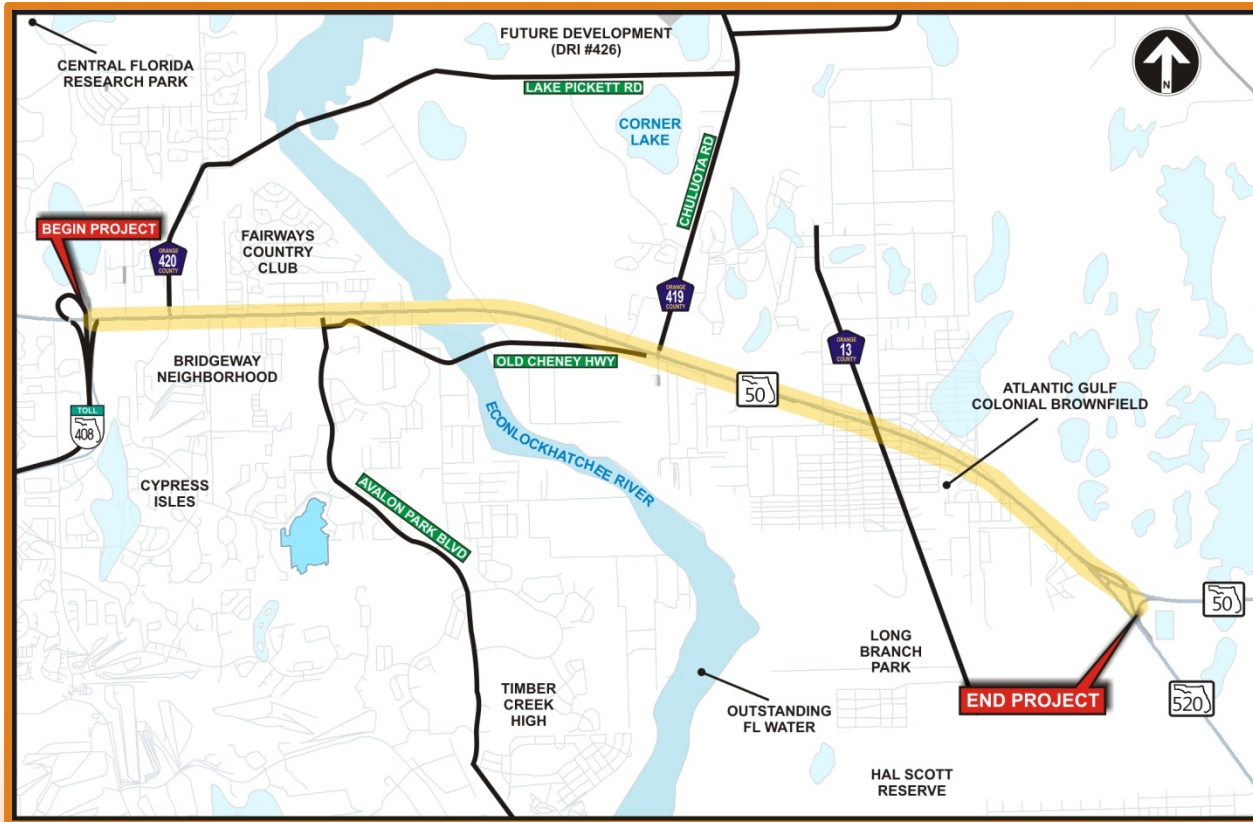 CENTRAL FLORIDA
RESEARCH PARK
FUTURE DEVELOPMENT
(DRI #426)
LAKE PICKETT RD
N
CORNER
LAKE
CHULUOTA RD
BEGIN PROJECT
ORANGE
420
COUNTY
FAIRWAYS
COUNTRY
CLUB
ORANGE
419
COUNTY
ORANGE
13
COUNTY
BRIDGEWAY
NEIGHBORHOOD
OLD CHENEY HWY
50
ATLANTIC GULF
COLONIAL BROWNFIELD
TOLL
408
ECONLOCKHATCHEE RIVER
CYPRESS
ISLES
AVALON PARK BLVD
50
LONG
BRANCH
PARK
END PROJECT
TIMBER
CREEK
HIGH
OUTSTANDING
FL WATER
520
HAL SCOTT
RESERVE